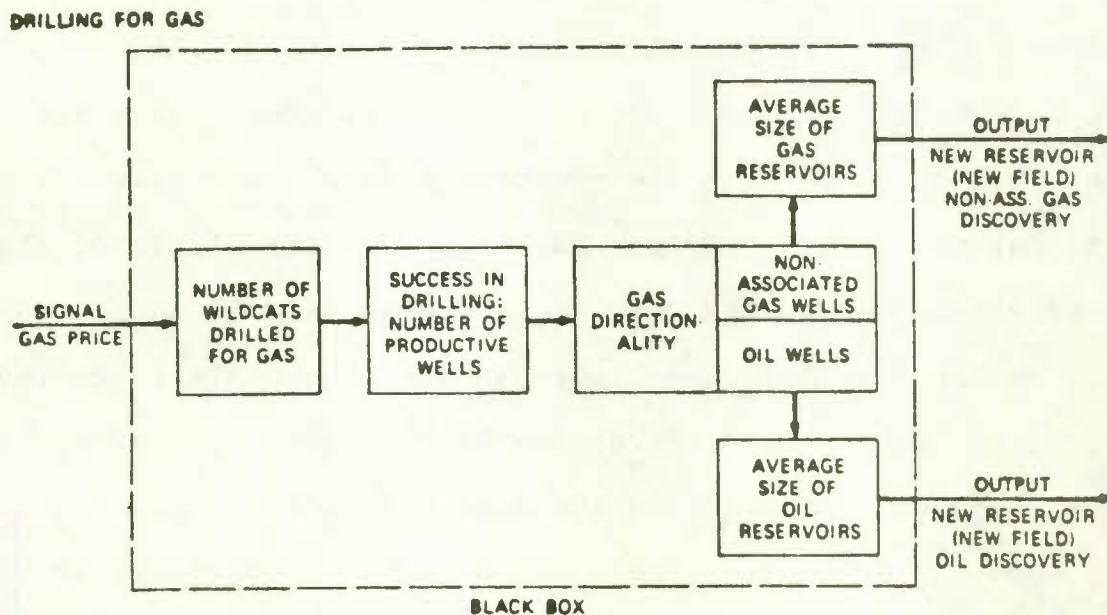 DRILLING FOR GAS
SIGNAL
GAS PRICE
NUMBER OF
WILDCATS
DRILLED
FOR GAS
SUCCESS IN
DRILLING:
NUMBER OF
PRODUCTIVE
WELLS
GAS
DIRECTION-
ALITY
NON-
ASSOCIATED
GAS WELLS
OIL WELLS
AVERAGE
SIZE OF
GAS
RESERVOIRS
OUTPUT
NEW RESERVOIR
(NEW FIELD)
NON-ASS. GAS
DISCOVERY
AVERAGE
SIZE OF
OIL
RESERVOIRS
OUTPUT
NEW RESERVOIR
(NEW FIELD)
OIL DISCOVERY
BLACK BOX